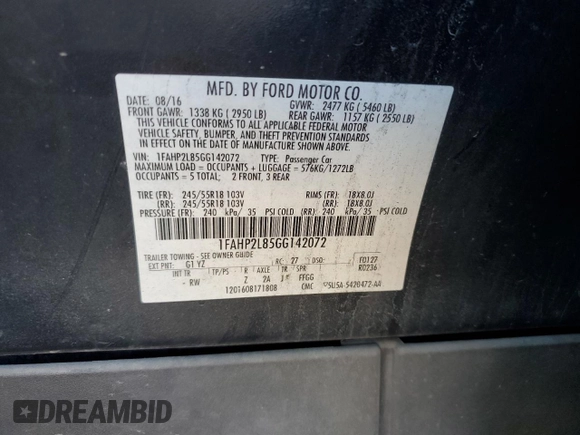 MFD. BY FORD MOTOR CO.
DATE: 08/16 GVWR: 2477 KG ( 5460 LB)
FRONT GAWR: 1338 KG ( 2950 LB) REAR GAWR: 1157 KG ( 2550 LB)
THIS VEHICLE CONFORMS TO ALL APPLICABLE FEDERAL MOTOR
VEHICLE SAFETY, BUMPER, AND THEFT PREVENTION STANDARDS
IN EFFECT ON THE DATE OF MANUFACTURE SHOWN ABOVE.
VIN: 1FAHP2L85GG142072 TYPE: Passenger Car
MAXIMUM LOAD = OCCUPANTS + LUGGAGE = 576KG/1272LB
OCCUPANTS = 5 TOTAL; 2 FRONT, 3 REAR
TIRE (FR): 245/55R18 103V RIMS (FR): 18X8.0J
(RR): 245/55R18 103V (RR): 18X8.0J
PRESSURE (FR): 240 kPa/ 35 PSI COLD (RR): 240 kPa/ 35 PSI COLD
1FAHP2L85GG142072
TRAILER TOWING - SEE OWNER GUIDE
EXT PNT: G1 YZ RC: 27 DSO: F0127
R0236
INT TR TP/PS R AXLE TR SPR
- RW Z 2A J FFGG
1201608171808 CMC 5U5A-5420472-AA
DREAMBID